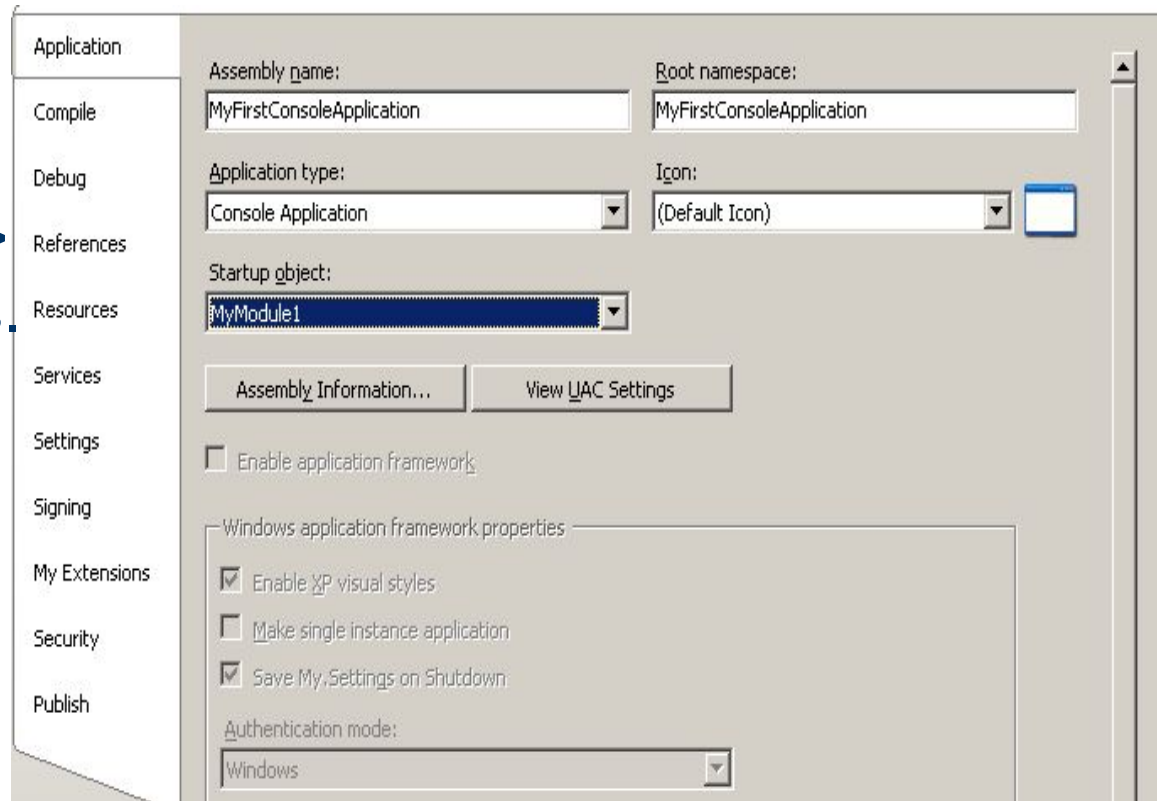 Application
Compile
Debug
References
Resources
Services
Settings
Signing
My Extensions
Security
Publish
Assembly name: Root namespace:
MyFirstConsoleApplication MyFirstConsoleApplication
Application type: Icon:
Console Application (Default Icon)
Startup object:
MyModule1
Assembly Information... View UAC Settings
Enable application framework
Windows application framework properties
Enable XP visual styles
Make single instance application
Save My.Settings on Shutdown
Authentication mode:
Windows